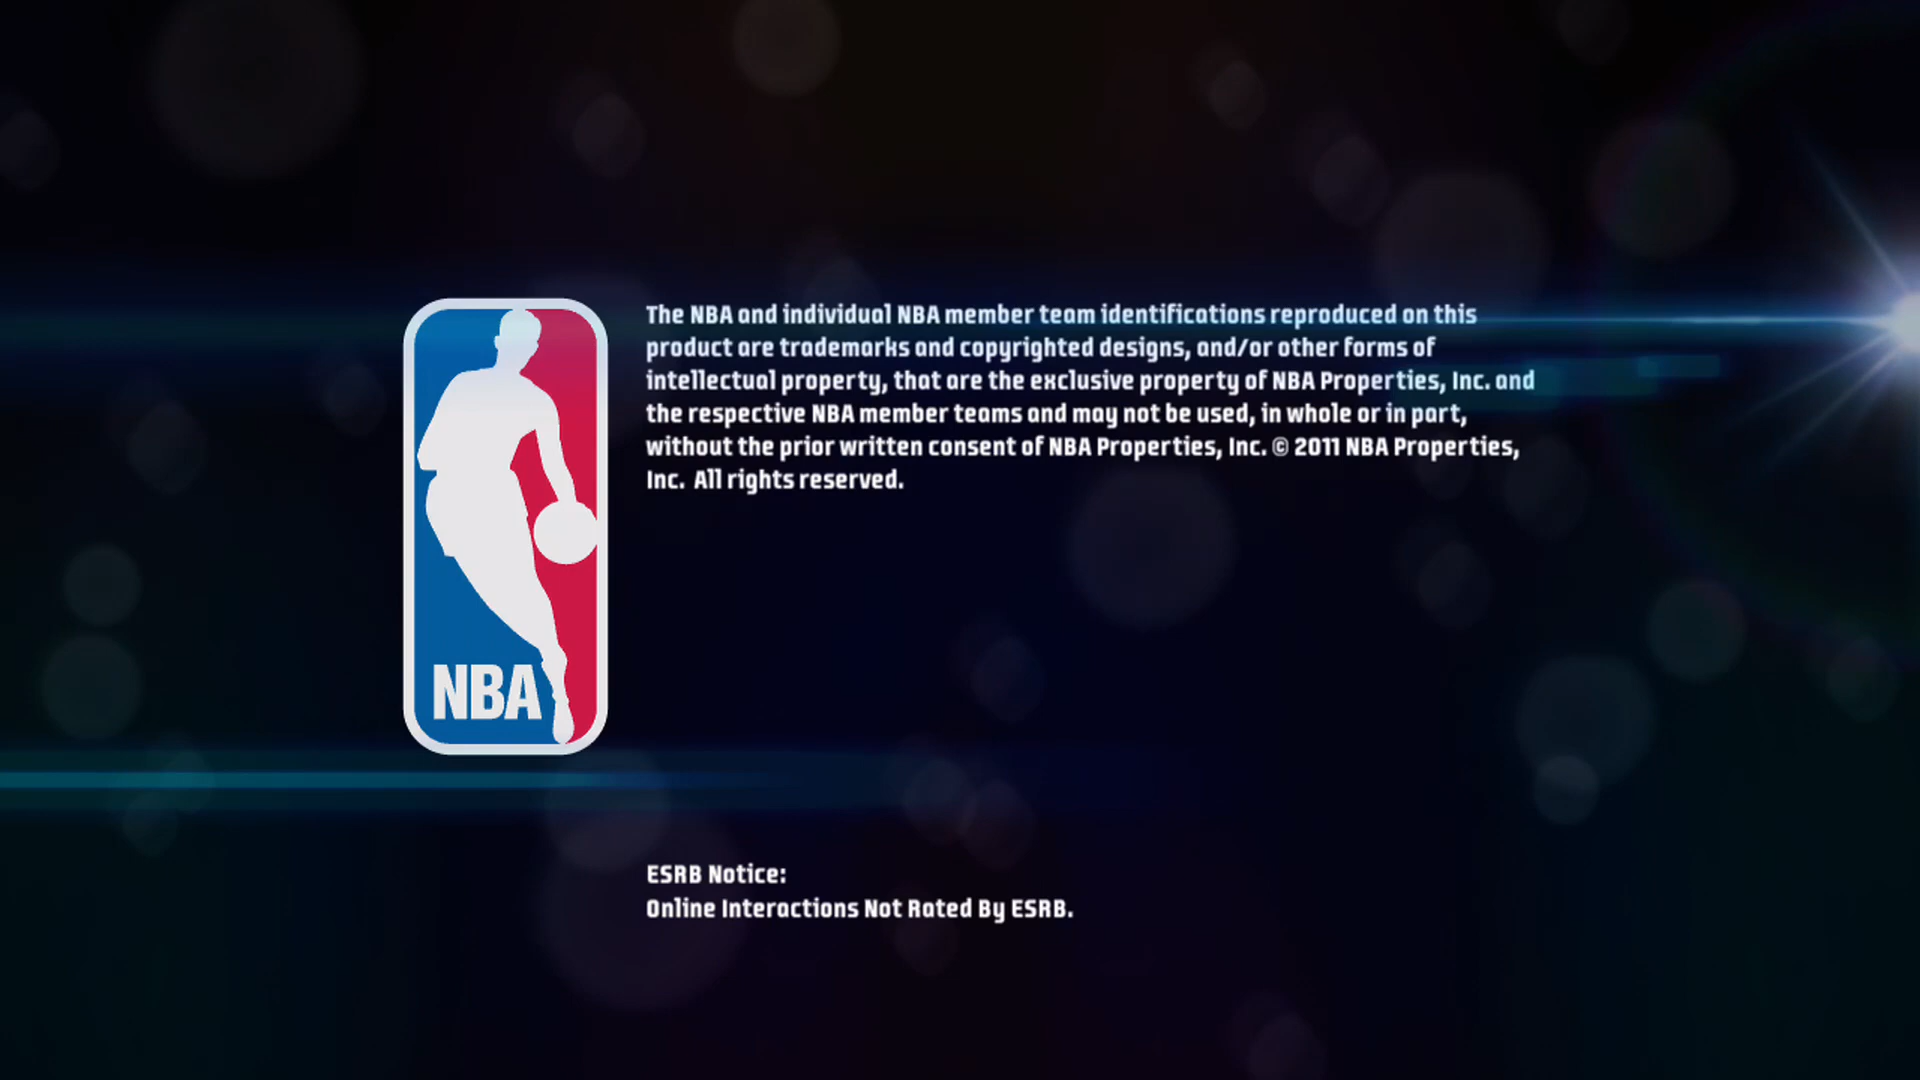 The NBA and individual NBA member team identifications reproduced on this
product are trademarks and copyrighted designs, and/or other forms of
intellectual property, that are the exclusive property of NBA Properties, Inc. and
the respective NBA member teams and may not be used, in whole or in part,
without the prior written consent of NBA Properties, Inc. © 2011 NBA Properties,
Inc. All rights reserved.
NBA
ESRB Notice:
Online Interactions Not Rated By ESRB.